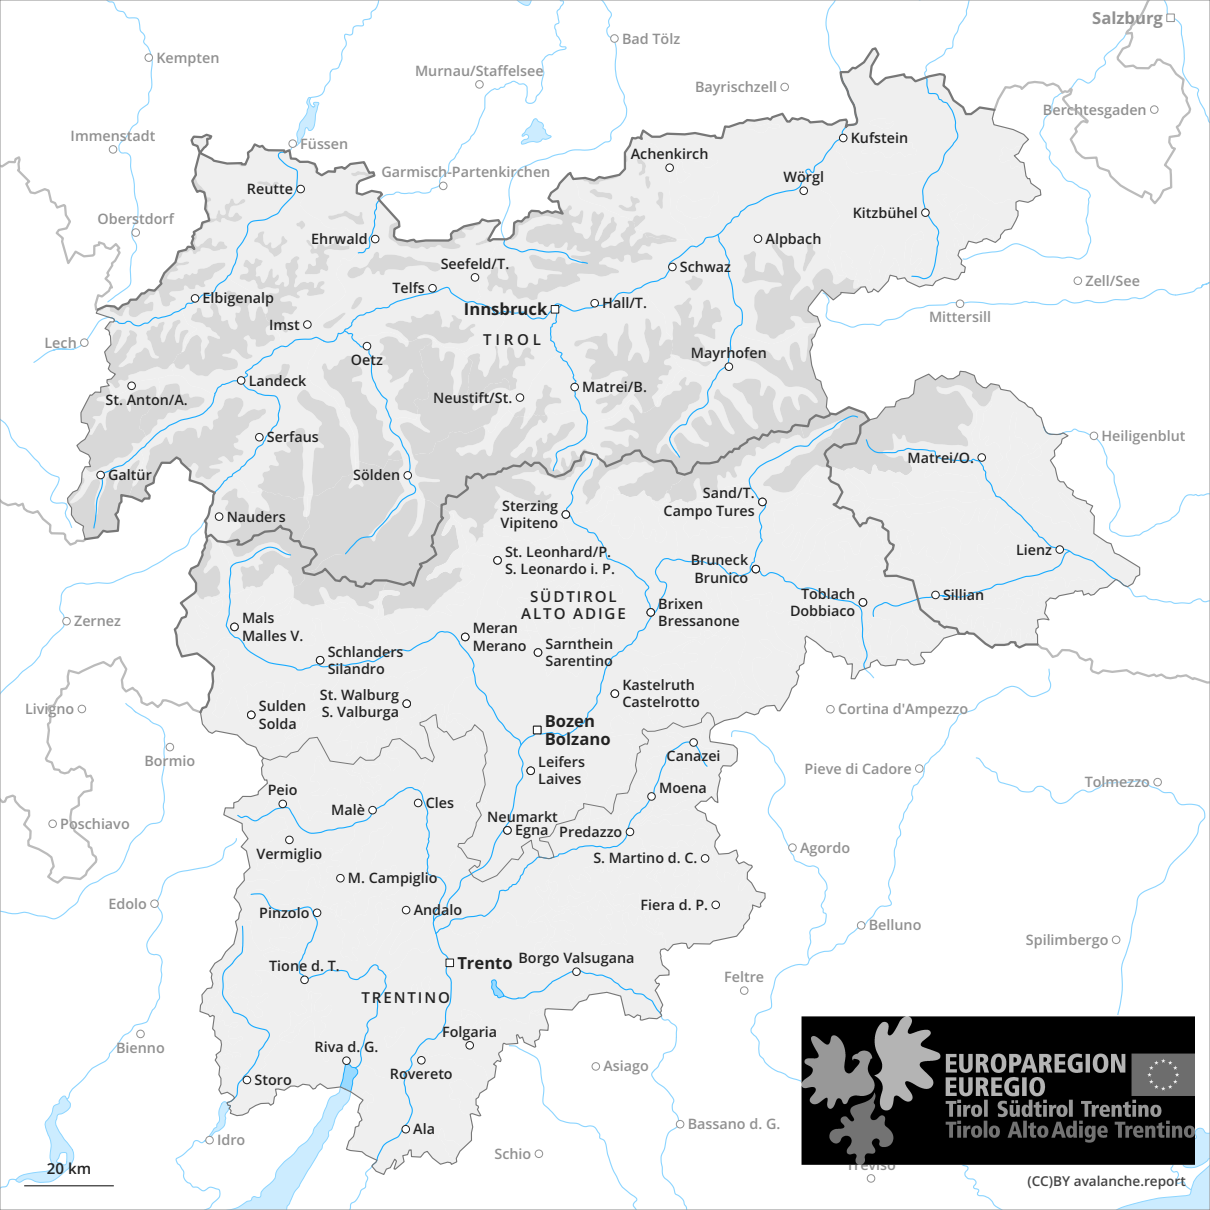 Salzburg
Bad Tölz
Kempten
Murnau/Staffelsee
Bayrischzell
Berchtesgaden
Immenstadt
Füssen
Kufstein
Achenkirch
Garmisch-Partenkirchen
Wörgl
Reutte
Oberstdorf
Kitzbühel
Ehrwald
Alpbach
Seefeld/T.
Schwaz
Zell/See
Telfs
Elbigenalp
Innsbruck
Hall/T.
Mittersill
Imst
TIROL
Lech
Oetz
Mayrhofen
Landeck
Matrei/B.
St. Anton/A.
Neustift/St.
Serfaus
Heiligenblut
Matrei/O.
Galtür
Sölden
Sand/T.
Campo Tures
Sterzing
Vipiteno
Nauders
St. Leonhard/P.
S. Leonardo i. P.
Lienz
Bruneck
Brunico
SÜDTIROL
ALTO ADIGE
Toblach
Dobbiaco
Sillian
Brixen
Bressanone
Zernez
Mals
Malles V.
Meran
Merano
Sarnthein
Sarentino
Schlanders
Silandro
Kastelruth
Castelrotto
St. Walburg
S. Valburga
Sulden
Solda
Livigno
Cortina d'Ampezzo
Bozen
Bolzano
Canazei
Bormio
Leifers
Laives
Pieve di Cadore
Tolmezzo
Peio
Moena
Malè
Cles
Neumarkt
Egna
Predazzo
Poschiavo
Vermiglio
S. Martino d. C.
Agordo
M. Campiglio
Edolo
Pinzolo
Andalo
Fiera d. P.
Belluno
Spilimbergo
Trento
Borgo Valsugana
Tione d. T.
Feltre
TRENTINO
Folgaria
Bienno
Riva d. G.
Rovereto
Asiago
Storo
EUROPAREGION
EUREGIO
Tirol Südtirol Trentino
Tirolo Alto Adige Trentino
Ala
Bassano d. G.
Idro
Schio
Treviso
20 km
(CC)BY avalanche.report